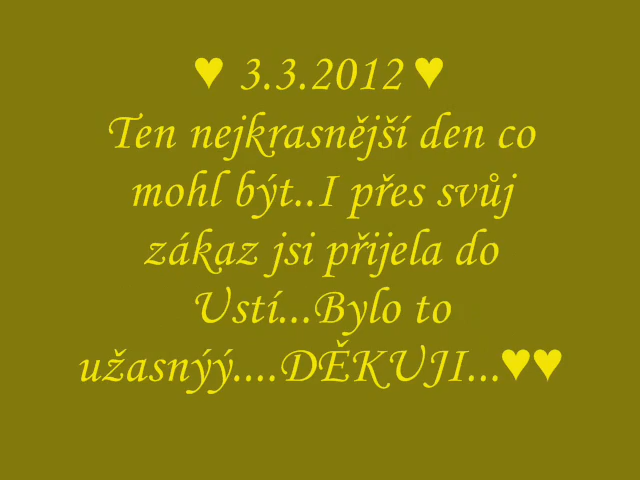 ♥ 3.3.2012 ♥
Ten nejkrasnější den co
mohl být..I přes svůj
zákaz jsi přijela do
Ustí...Bylo to
užasnýý....DĚKUJI...♥♥